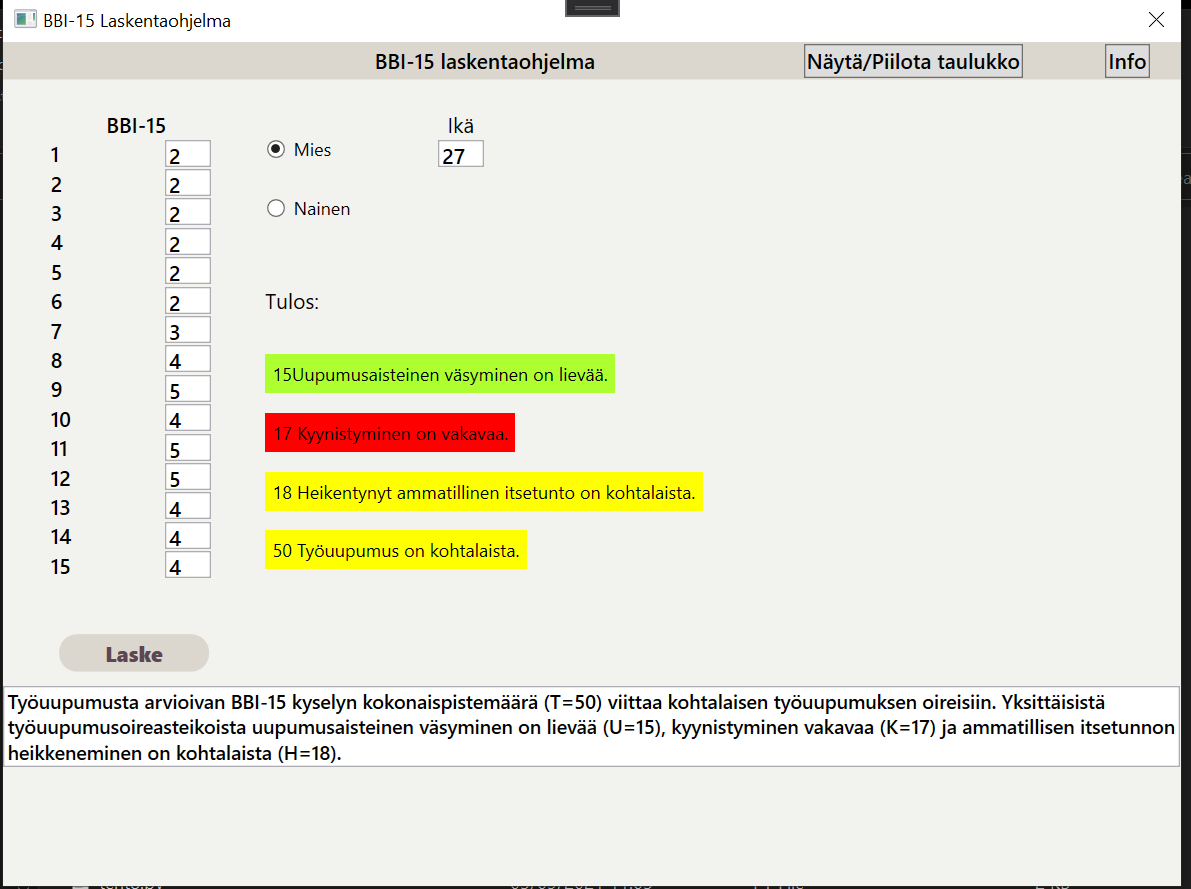 BBI-15 Laskentaohjelma
BBI-15 laskentaohjelma
Näytä/Piilota taulukko
Info
BBI-15
Ikä
1 2
Mies
27
2 2
3 2
Nainen
4 2
5 2
6 2
Tulos:
7 3
8 4
15Uupumusaisteinen väsyminen on lievää.
9 5
10 4
17 Kyynistyminen on vakavaa.
11 5
12 5
18 Heikentynyt ammatillinen itsetunto on kohtalaista.
13 4
14 4
50 Työuupumus on kohtalaista.
15 4
Laske
Työuupumusta arvioivan BBI-15 kyselyn kokonaispistemäärä (T=50) viittaa kohtalaisen työuupumuksen oireisiin. Yksittäisistä
työuupumusoireasteikoista uupumusaisteinen väsyminen on lievää (U=15), kyynistyminen vakavaa (K=17) ja ammatillisen itsetunnon
heikkeneminen on kohtalaista (H=18).